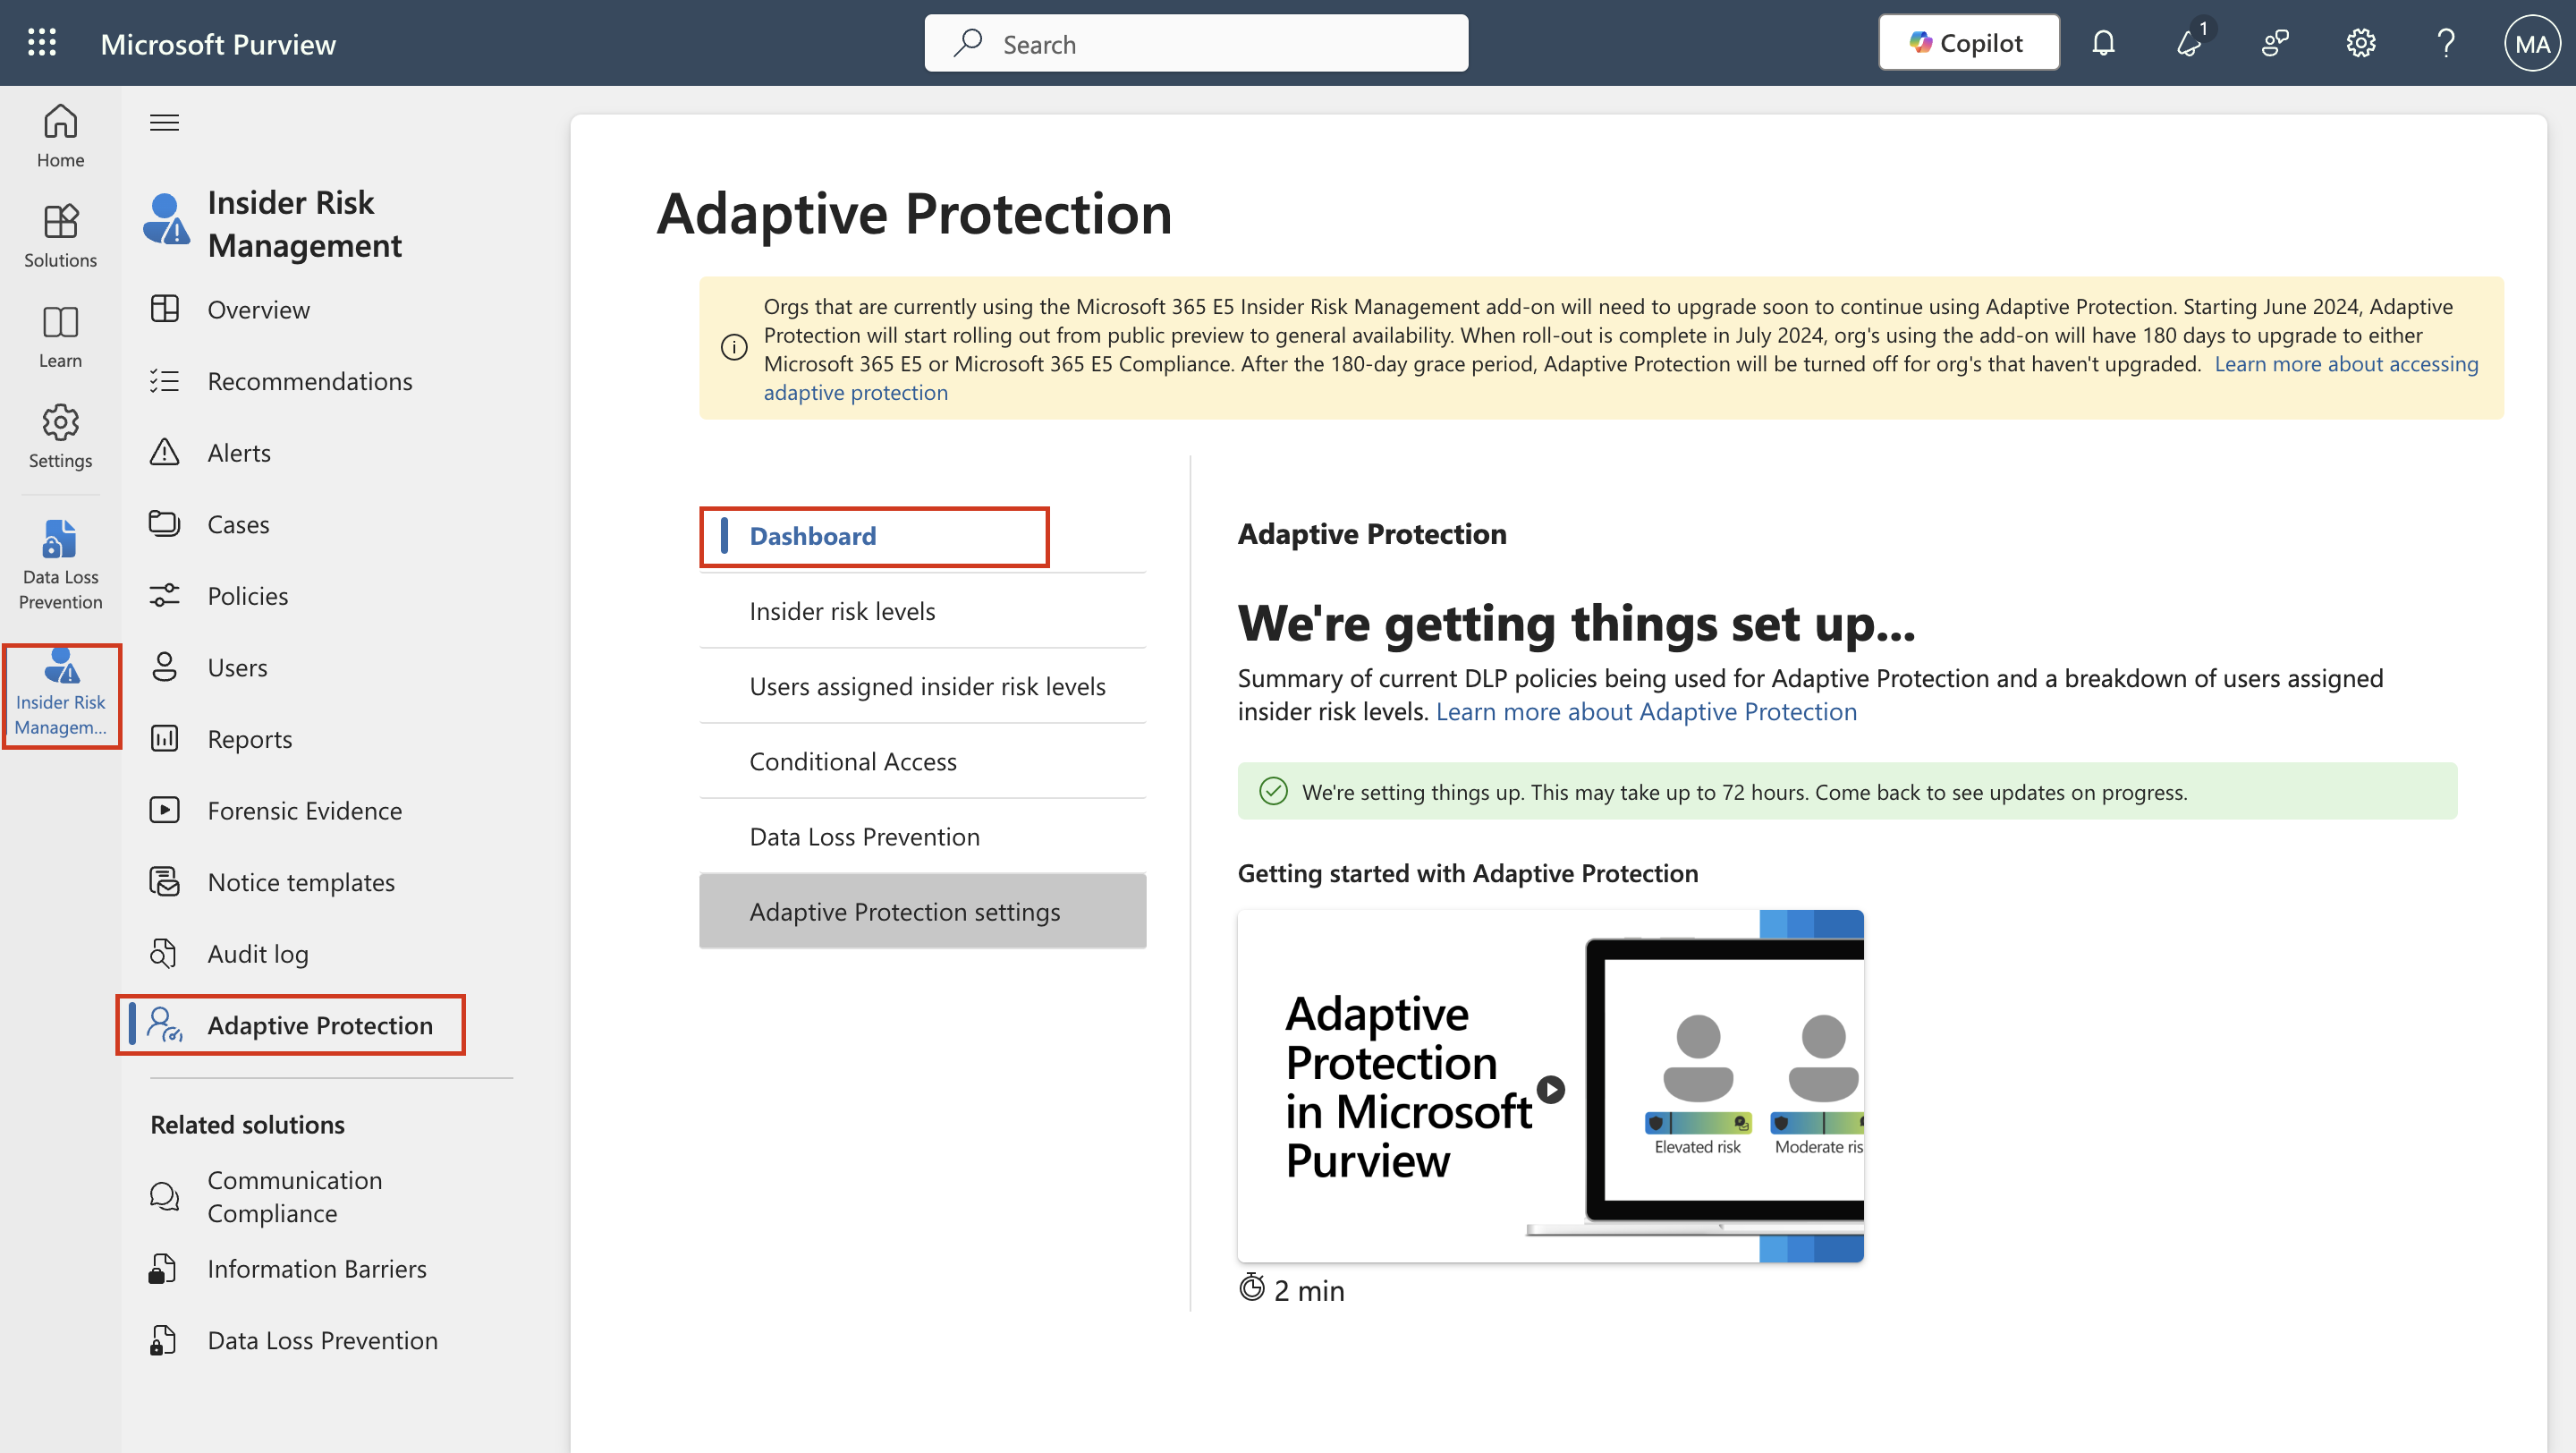 Microsoft Purview
Search
Copilot
1
MA
Home
Solutions
Learn
Settings
Data Loss
Prevention
Insider Risk
Managem...
Insider Risk
Management
Overview
Recommendations
Alerts
Cases
Policies
Users
Reports
Forensic Evidence
Notice templates
Audit log
Adaptive Protection
Related solutions
Communication
Compliance
Information Barriers
Data Loss Prevention
Adaptive Protection
Orgs that are currently using the Microsoft 365 E5 Insider Risk Management add-on will need to upgrade soon to continue using Adaptive Protection. Starting June 2024, Adaptive
Protection will start rolling out from public preview to general availability. When roll-out is complete in July 2024, org's using the add-on will have 180 days to upgrade to either
Microsoft 365 E5 or Microsoft 365 E5 Compliance. After the 180-day grace period, Adaptive Protection will be turned off for org's that haven't upgraded. Learn more about accessing
adaptive protection
Dashboard
Insider risk levels
Users assigned insider risk levels
Conditional Access
Data Loss Prevention
Adaptive Protection settings
Adaptive Protection
We're getting things set up...
Summary of current DLP policies being used for Adaptive Protection and a breakdown of users assigned
insider risk levels. Learn more about Adaptive Protection
We're setting things up. This may take up to 72 hours. Come back to see updates on progress.
Getting started with Adaptive Protection
Adaptive
Protection
in Microsoft
Purview
Elevated risk
Moderate ris
2 min